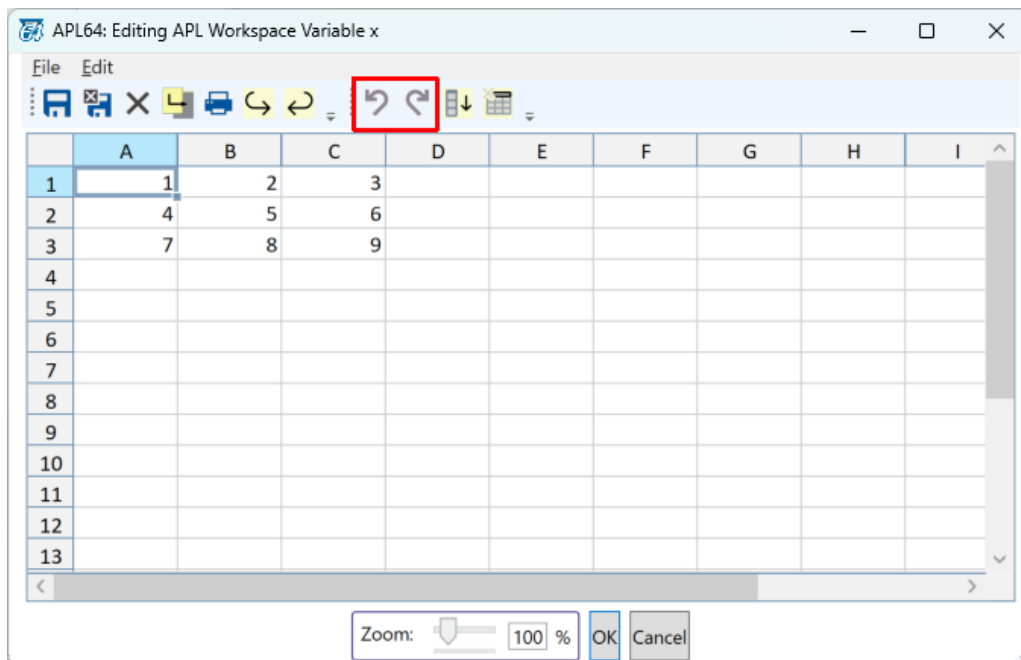 APL64: Editing APL Workspace Variable x
File Edit
A B C D E F G H I
1 1 2 3
2 4 5 6
3 7 8 9
4
5
6
7
8
9
10
11
12
13
Zoom: 100 % OK Cancel